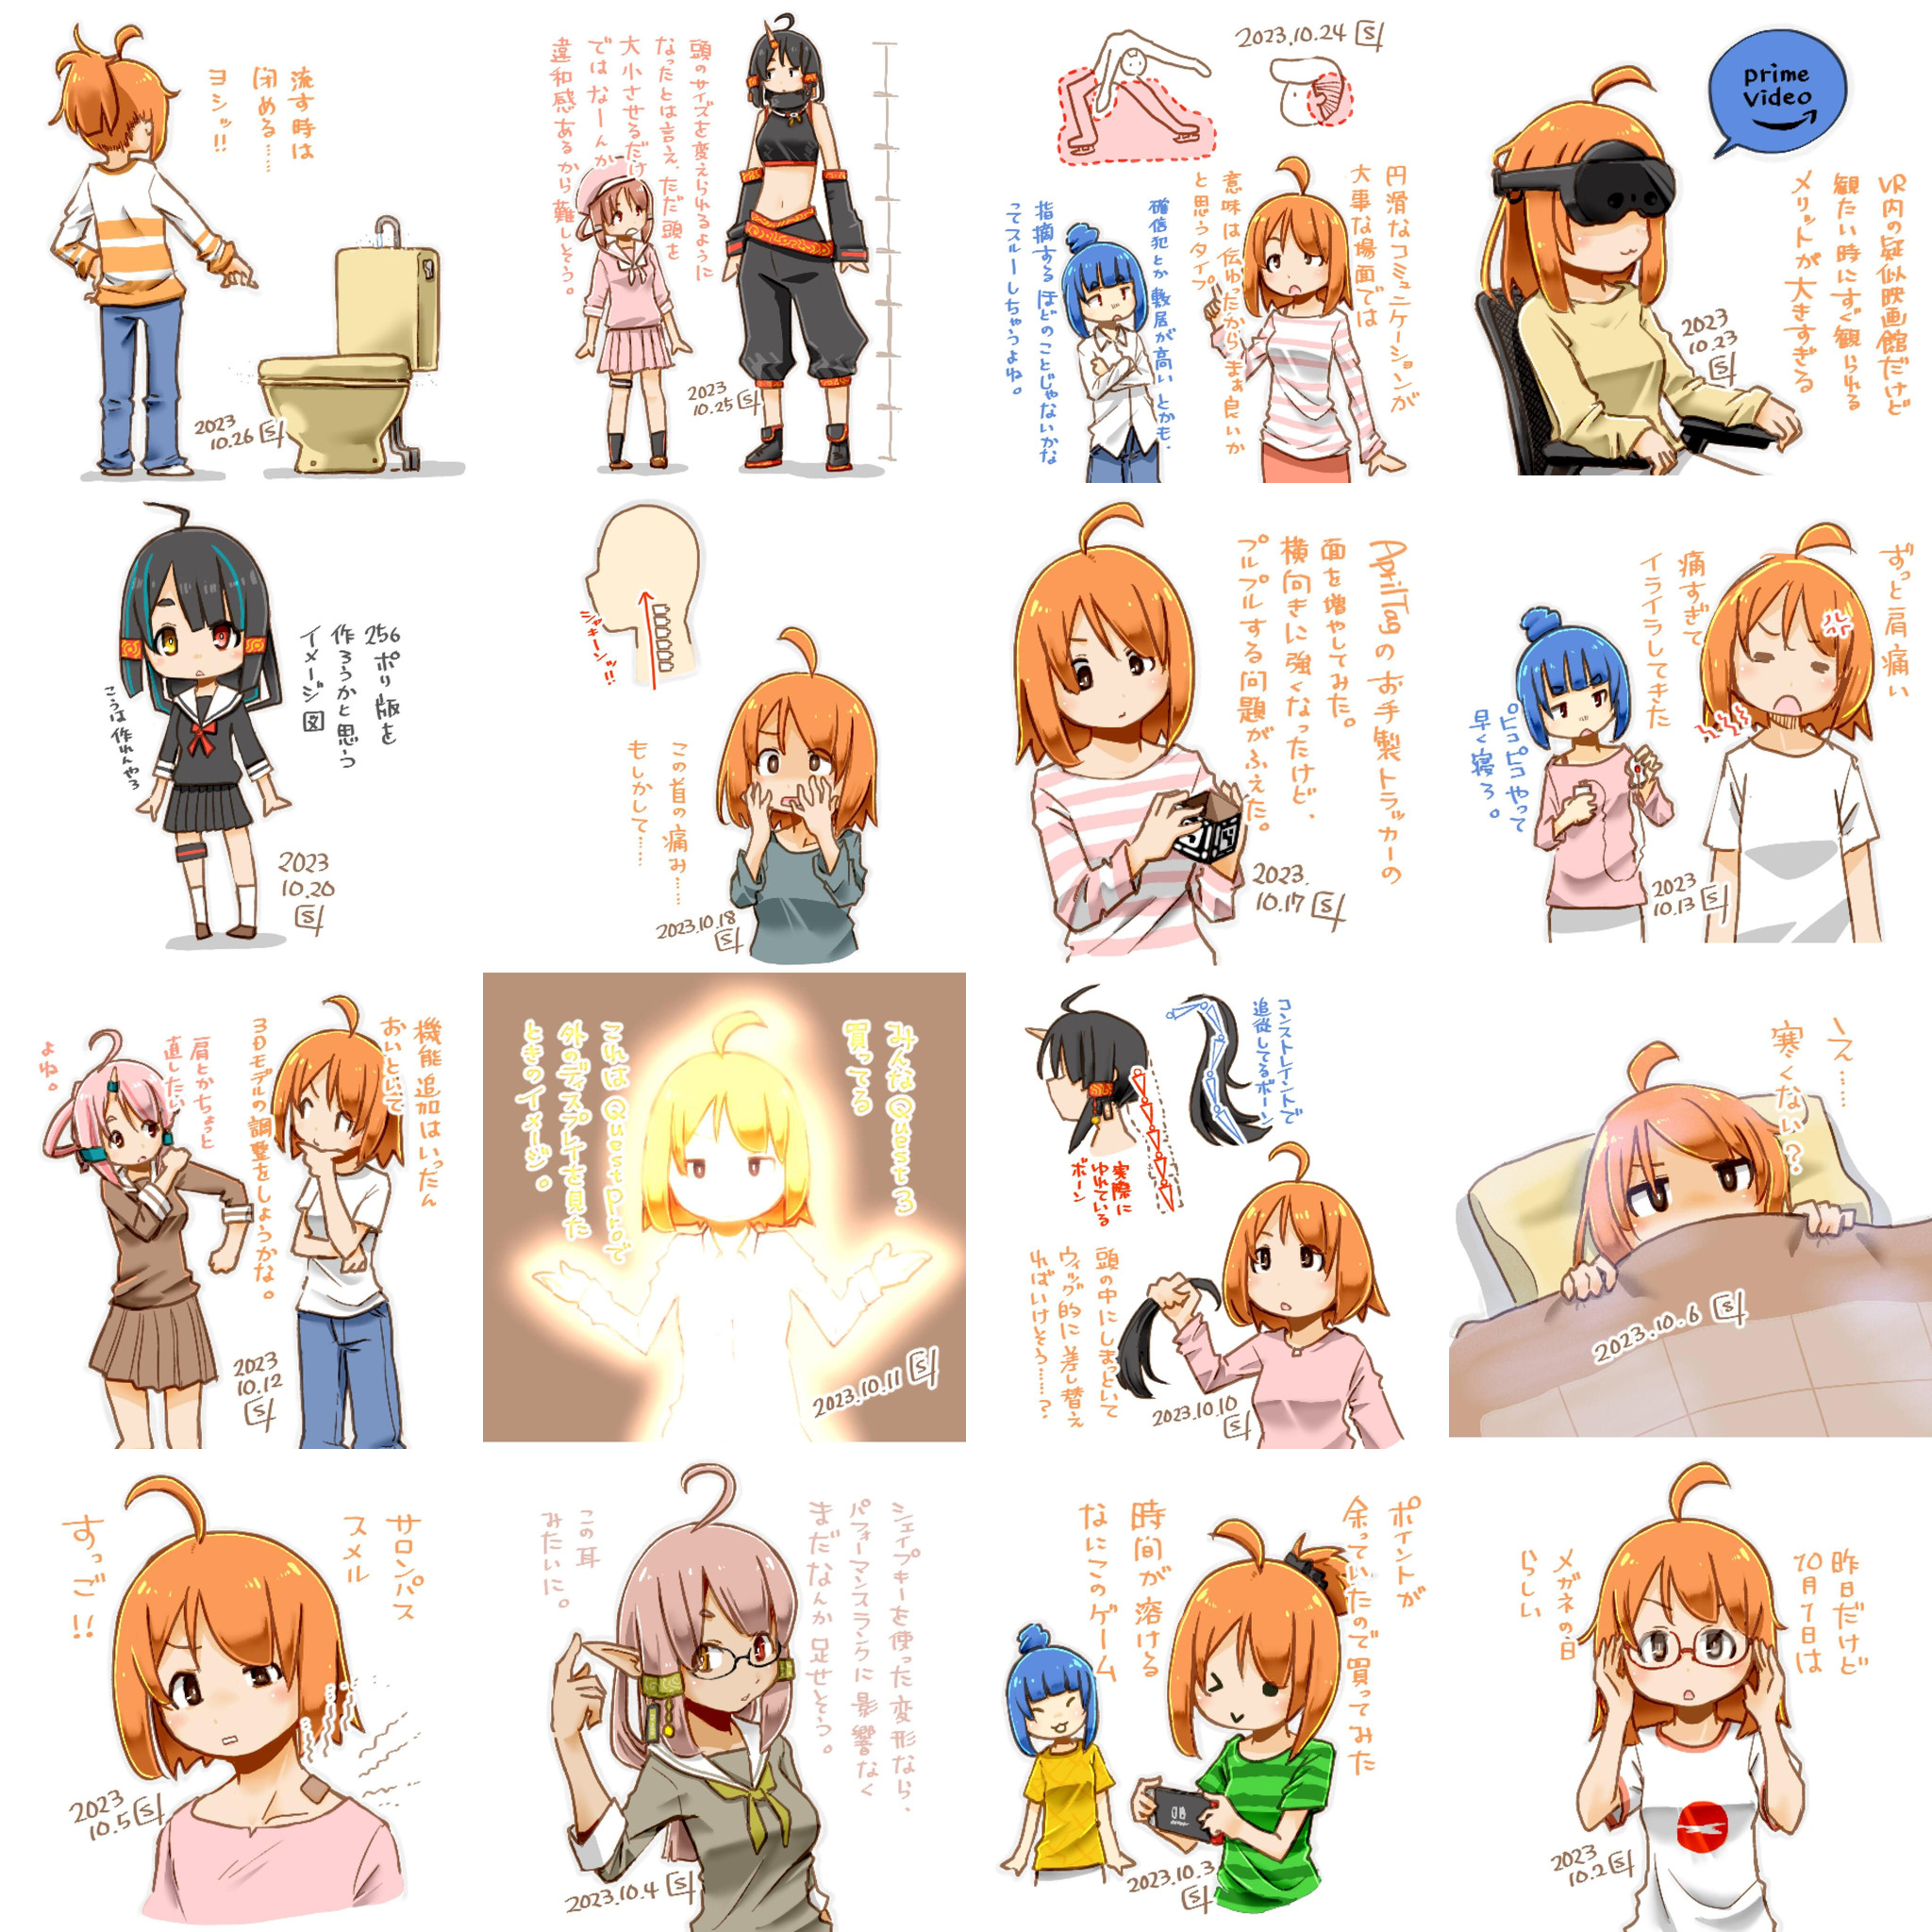 流す時は
閉める……
ヨシッ!!
2023
10.26 S
頭のサイズを変えられるように
なったとは言え、ただ頭を
大小させるだけ
ではなーんか
違和感あるから難しそう。
2023
10.25 S
2023.10.24 S
円滑なコミュニケーションが
大事な場面では
意味は伝わったからまぁ良いか
と思うタイプ
確信犯とか敷居が高いとかも、
指摘するほどのことじゃないかな
ってスルーしちゃうよね。
prime
video
VR内の疑似映画館だけど
観たい時にすぐ観られる
メリットが大きすぎる
2023
10.23
S
256ポリ版を
作ろうかと思う
イメージ図
こうは作れんやろ
2023
10.20
S
シャキーンッ!!
この首の痛み……
もしかして……
2023.10.18
S
AprilTagのお手製トラッカーの
面を増やしてみた。
横向きに強くなったけど、
プルプルする問題がふえた。
2023.
10.17 S
ずっと肩痛い
痛すぎて
イライラしてきた
ピコピコやって
早く寝ろ。
2023
10.13 S
機能追加はいったん
おいといて
3Dモデルの調整をしようかな。
肩とかちょっと
直したい
よね。
2023
10.12
S
みんなQuest3
買ってる
これはQuestProで
外のディスプレイを見た
ときのイメージ。
2023.10.11 S
コンストレイントで
追従してるボーン
実際に
ゆれている
ボーン
頭の中にしまっといて
ウィッグ的に差し替え
ればいけそう……?
2023.10.10
S
いえ……
寒くない?
2023.10.6 S
サロンパス
スメル
すっご!!
2023
10.5 S
シェイプキーを使った変形なら、
パフォーマンスランクに影響なく
まだなんか足せそう。
この耳
みたいに。
2023.10.4 S
ポイントが
余っていたので買ってみた
時間が溶ける
なにこのゲーム
2023.10.3
S
昨日だけど
10月1日は
メガネの日
らしい
2023
10.2 S